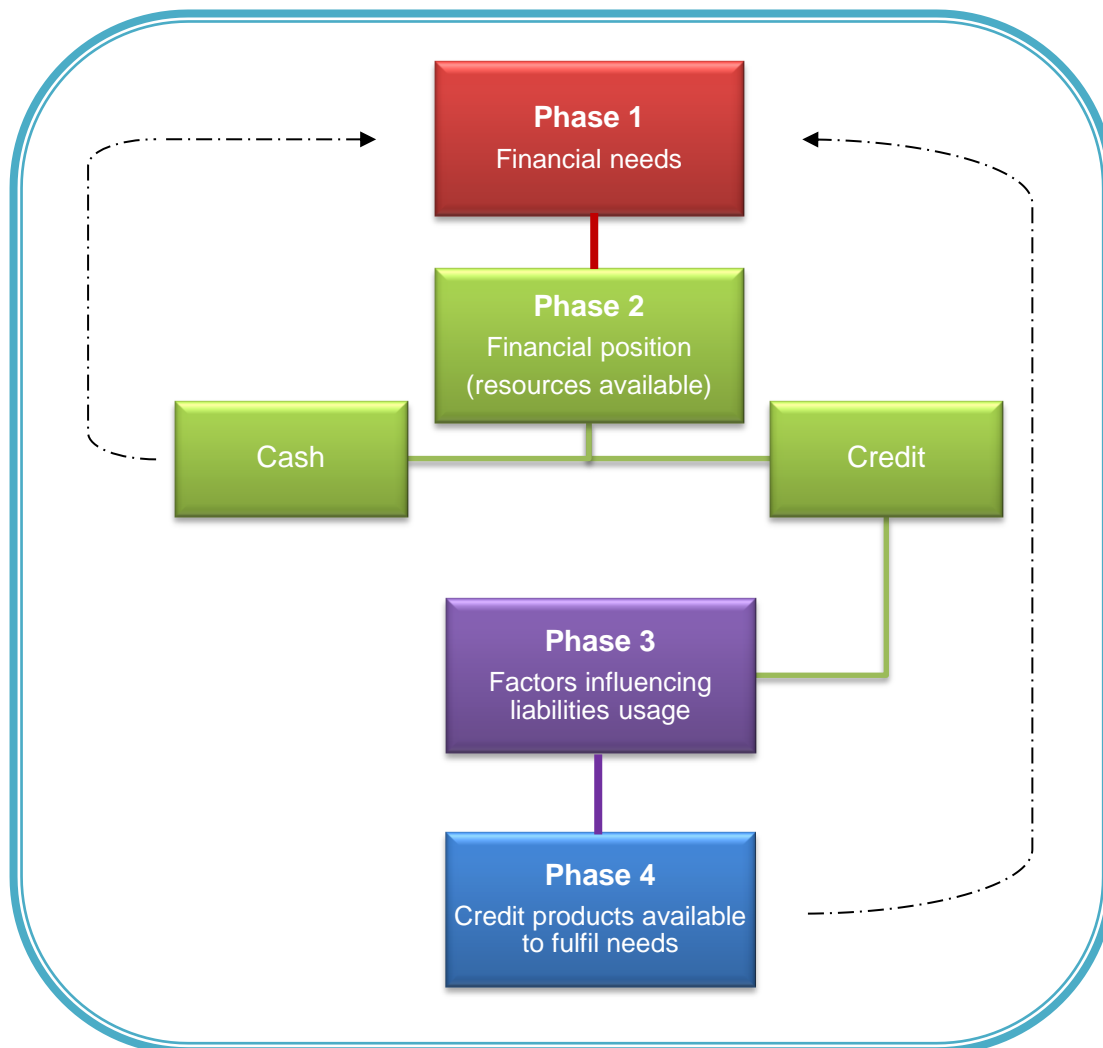 Phase 1
Financial needs
Phase 2
Financial position
(resources available)
Cash
Credit
Phase 3
Factors influencing
liabilities usage
Phase 4
Credit products available
to fulfil needs